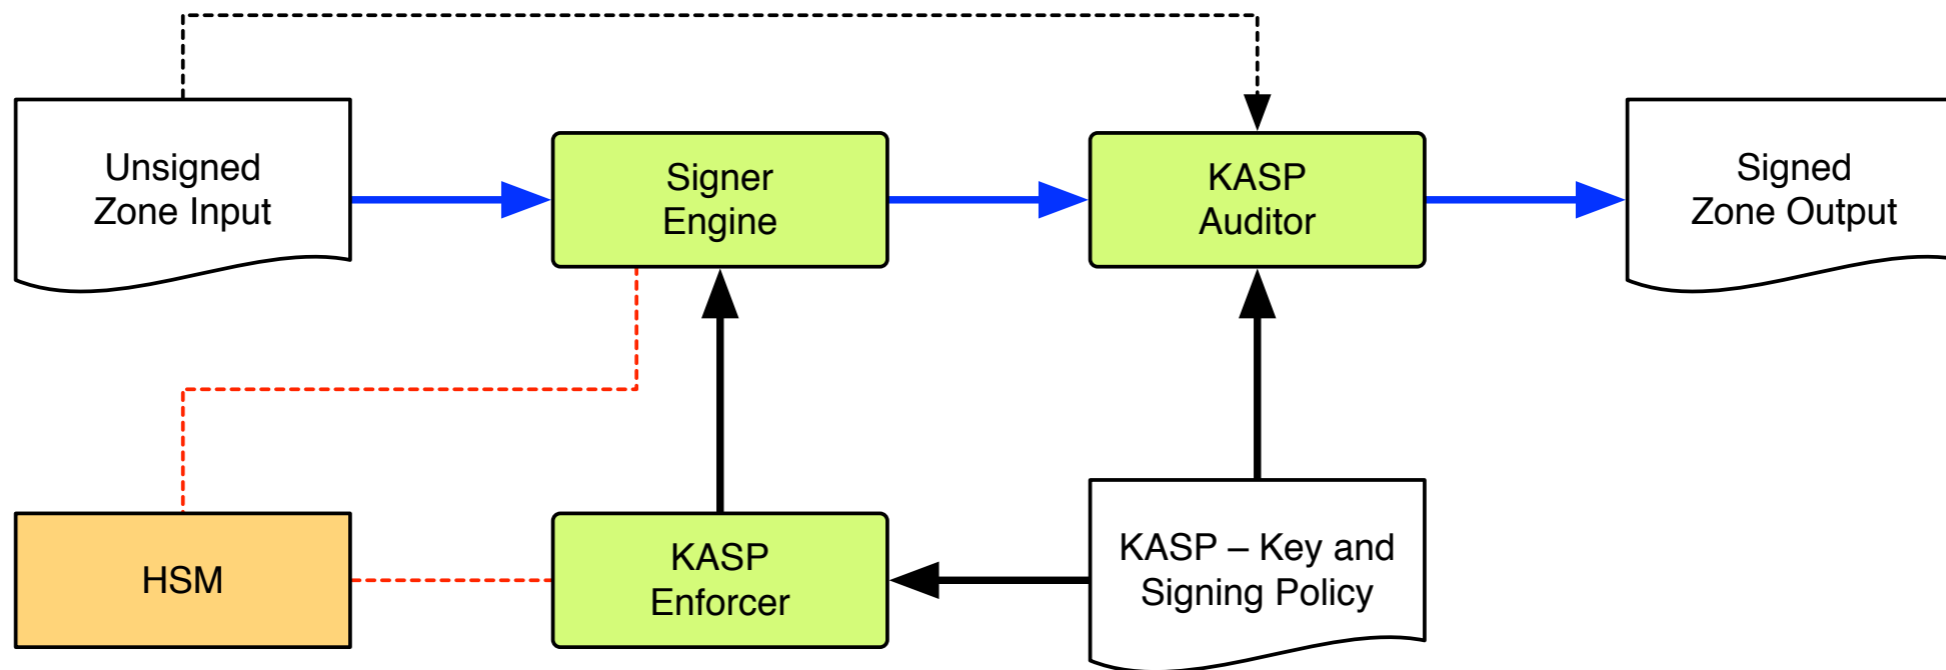 Unsigned
Zone Input
Signer
Engine
KASP
Auditor
Signed
Zone Output
HSM
KASP
Enforcer
KASP – Key and
Signing Policy